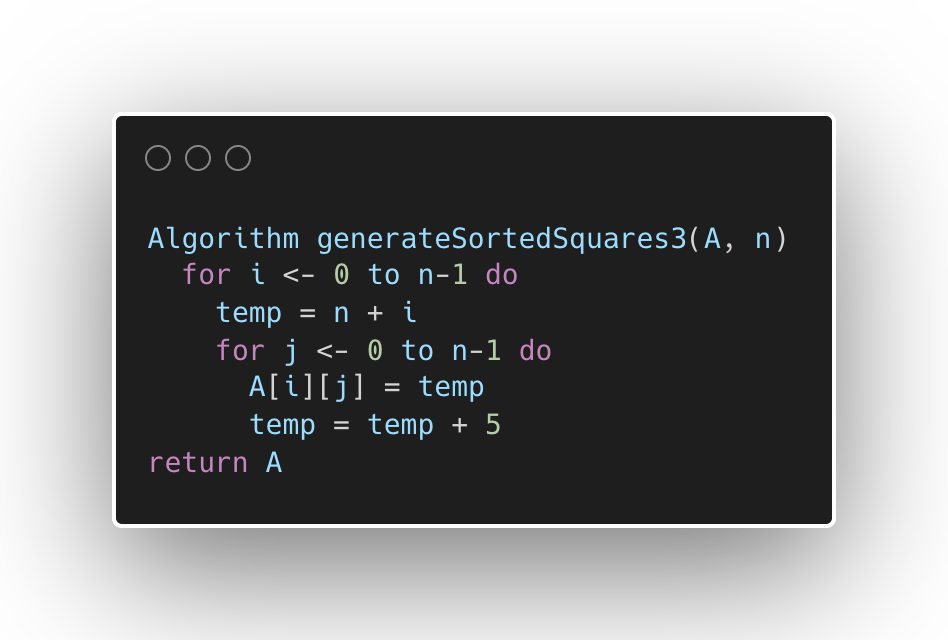 Algorithm generateSortedSquares3(A, n)
  for i <- 0 to n-1 do
    temp = n + i
    for j <- 0 to n-1 do
      A[i][j] = temp
      temp = temp + 5
return A